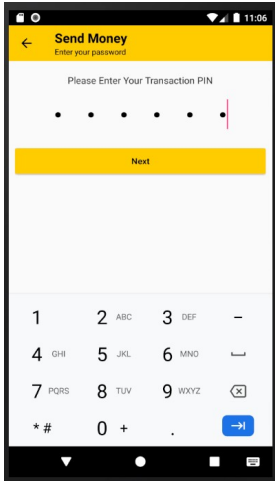 11:06
Send Money
Enter your password
Please Enter Your Transaction PIN
Next
1 2 ABC 3 DEF –
4 GHI 5 JKL 6 MNO
7 PQRS 8 TUV 9 WXYZ
* # 0 + .